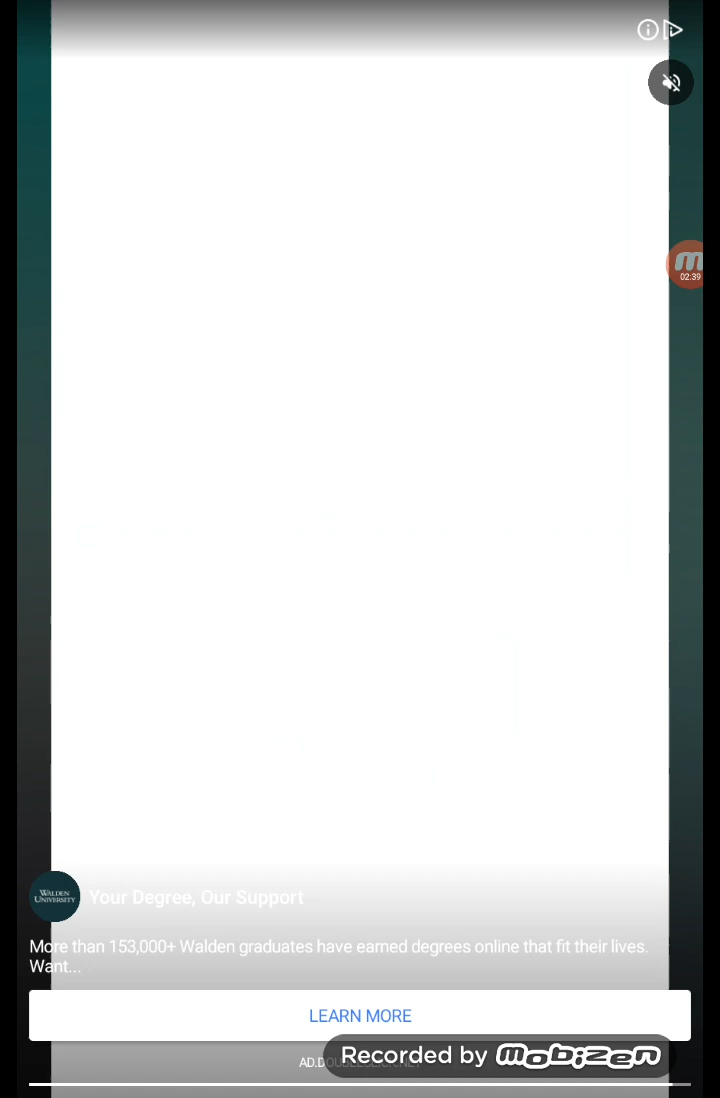 02:39
WALDEN
UNIVERSITY
Your Degree, Our Support
More than 153,000+ Walden graduates have earned degrees online that fit their lives.
Want...
LEARN MORE
Recorded by mobizen